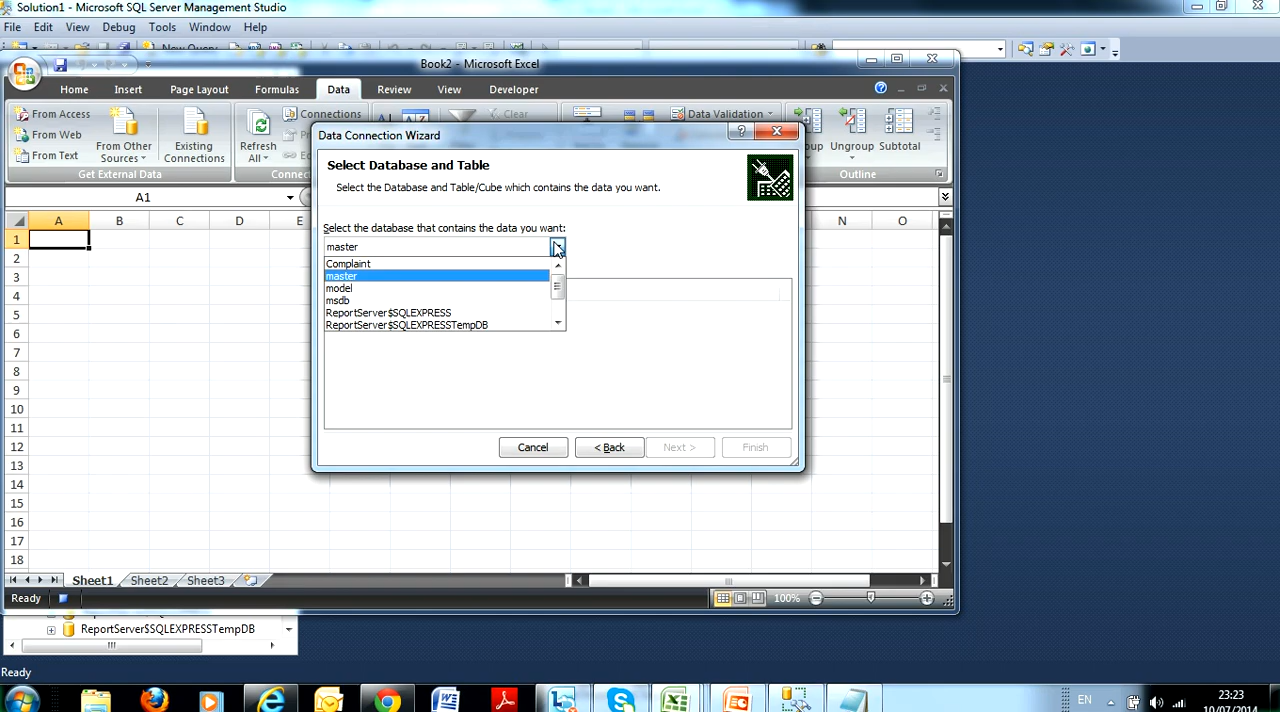 Solution1 - Microsoft SQL Server Management Studio
File Edit View Debug Tools Window Help
New Query
Book2 - Microsoft Excel
Home Insert Page Layout Formulas Data Review View Developer
From Access
From Web
From Text
From Other Sources
Existing Connections
Get External Data
Refresh All
Connections
Clear
Data Validation
Ungroup Subtotal
Outline
Data Connection Wizard
Select Database and Table
Select the Database and Table/Cube which contains the data you want.
A1
A B C D E N O
Select the database that contains the data you want:
master
Complaint
master
model
msdb
ReportServer$SQLEXPRESS
ReportServer$SQLEXPRESSTempDB
Cancel < Back Next > Finish
1
2
3
4
5
6
7
8
9
10
11
12
13
14
15
16
17
18
Sheet1 Sheet2 Sheet3
Ready
100%
ReportServer$SQLEXPRESSTempDB
Ready
EN
23:23
10/07/2014